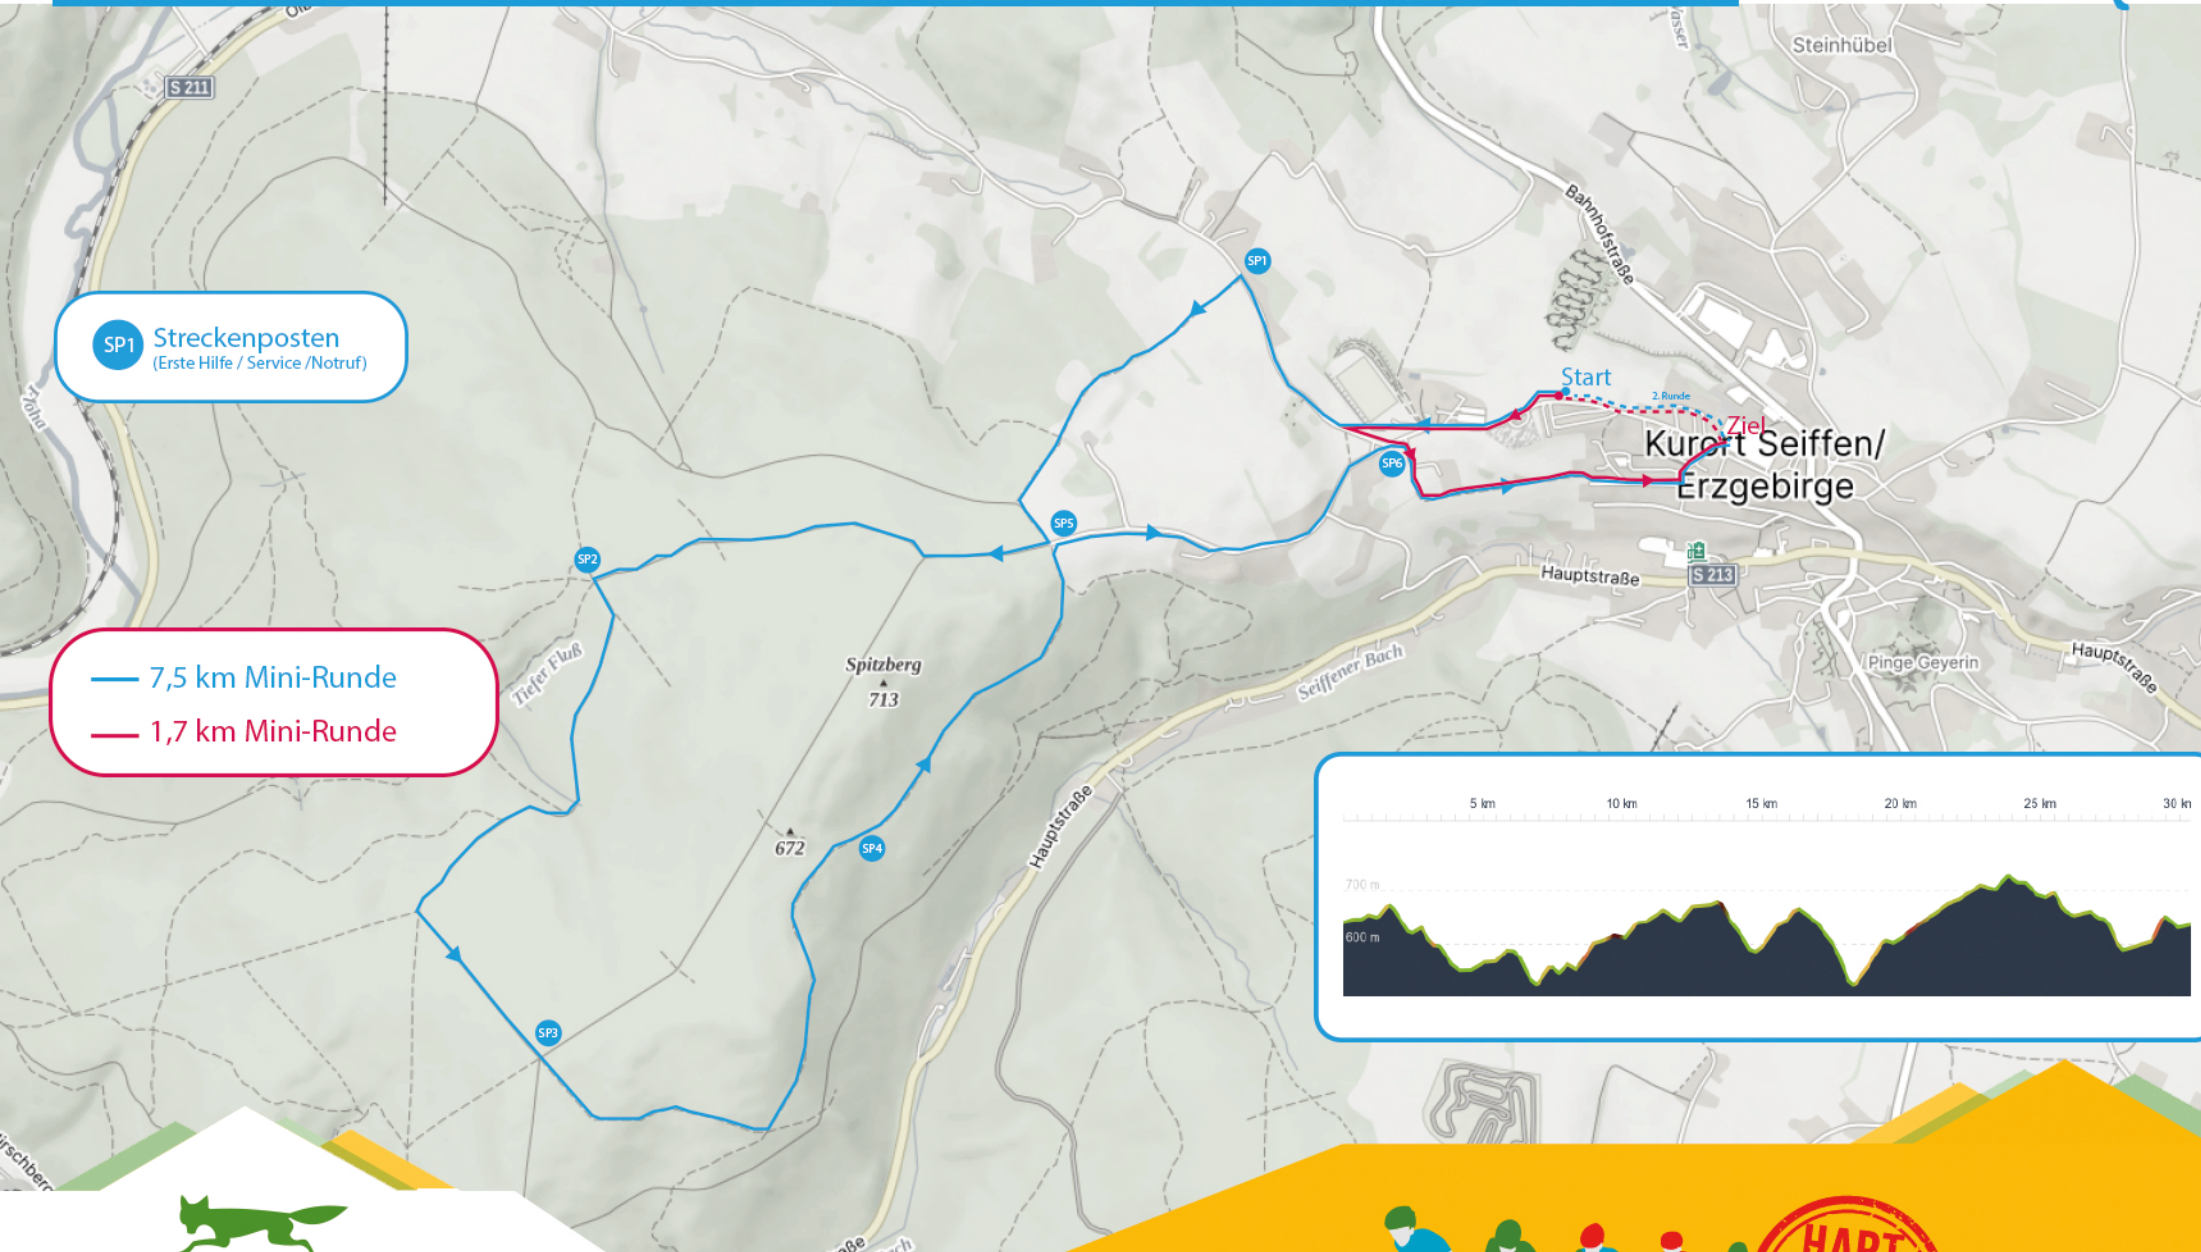 S 211
Steinhübel
Bahnhofstraße
SP1
SP1 Streckenposten
(Erste Hilfe / Service /Notruf)
Start
2. Runde
Ziel
Kurort Seiffen/
Erzgebirge
SP6
SP5
SP2
Hauptstraße
S 213
Hauptstraße
Pinge Geyerin
Seiffener Bach
Tiefer Fluß
Spitzberg
713
7,5 km Mini-Runde
1,7 km Mini-Runde
672
SP4
Hauptstraße
5 km
10 km
15 km
20 km
25 km
30 k
700 m
600 m
SP3
HART